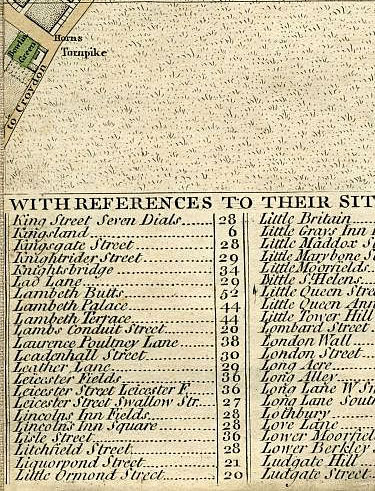 Horns
Turnpike
Bowling Green
to Croydon
WITH REFERENCES TO THEIR SIT
King Street Seven Dials 28
Kingsland 6
Kingsgate Street 28
Knightrider Street 29
Knightsbridge 34
Lad Lane 29
Lambeth Butts 52
Lambeth Palace 44
Lambeth Terrace 44
Lambs Conduit Street 20
Laurence Poultney Lane 38
Leadenhall Street 30
Leather Lane 29
Leicester Fields 36
Leicester Street Leicester F. 36
Leicester Street Swallow Str. 27
Lincolns Inn Fields 28
Lincolns Inn Square 28
Lisle Street 36
Litchfield Street 28
Liquorpond Street 21
Little Ormond Street 20
Little Britain
Little Grays Inn
Little Maddox S
Little Marybone S
Little Moorfields
Little St. Helens
Little Queen Stre
Little Queen Ann
Little Tower Hill
Lombard Street
London Wall
London Street
Long Acre
Long Alley
Long Lane W Sm
Long Lane South
Lothbury
Love Lane
Lower Moorfiel
Lower Berkley S
Ludgate Hill
Ludgate Street